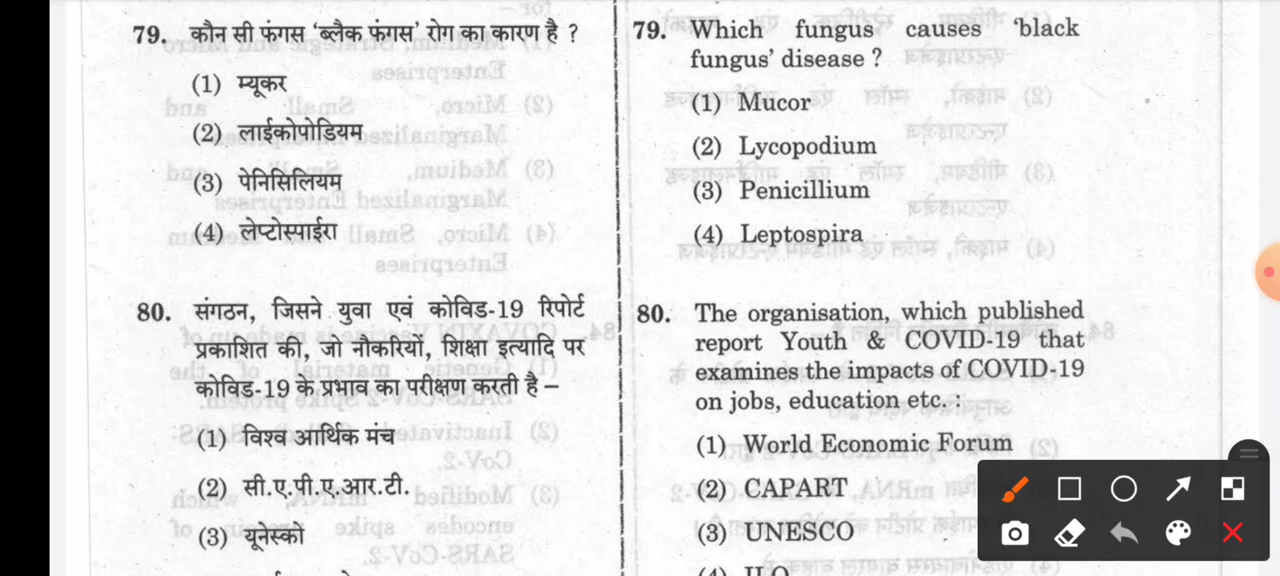 79. कौन सी फंगस ‘ब्लैक फंगस’ रोग का कारण है ?
(1) म्यूकर
(2) लाईकोपोडियम
(3) पेनिसिलियम
(4) लेप्टोस्पाईरा
80. संगठन, जिसने युवा एवं कोविड-19 रिपोर्ट
प्रकाशित की, जो नौकरियों, शिक्षा इत्यादि पर
कोविड-19 के प्रभाव का परीक्षण करती है –
(1) विश्व आर्थिक मंच
(2) सी.ए.पी.ए.आर.टी.
(3) यूनेस्को
79. Which fungus causes ‘black
fungus’ disease ?
(1) Mucor
(2) Lycopodium
(3) Penicillium
(4) Leptospira
80. The organisation, which published
report Youth & COVID-19 that
examines the impacts of COVID-19
on jobs, education etc. :
(1) World Economic Forum
(2) CAPART
(3) UNESCO